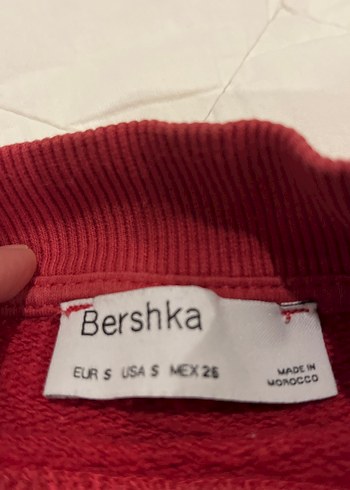 Bershka
EUR S USA S MEX 26
MADE IN
MOROCCO